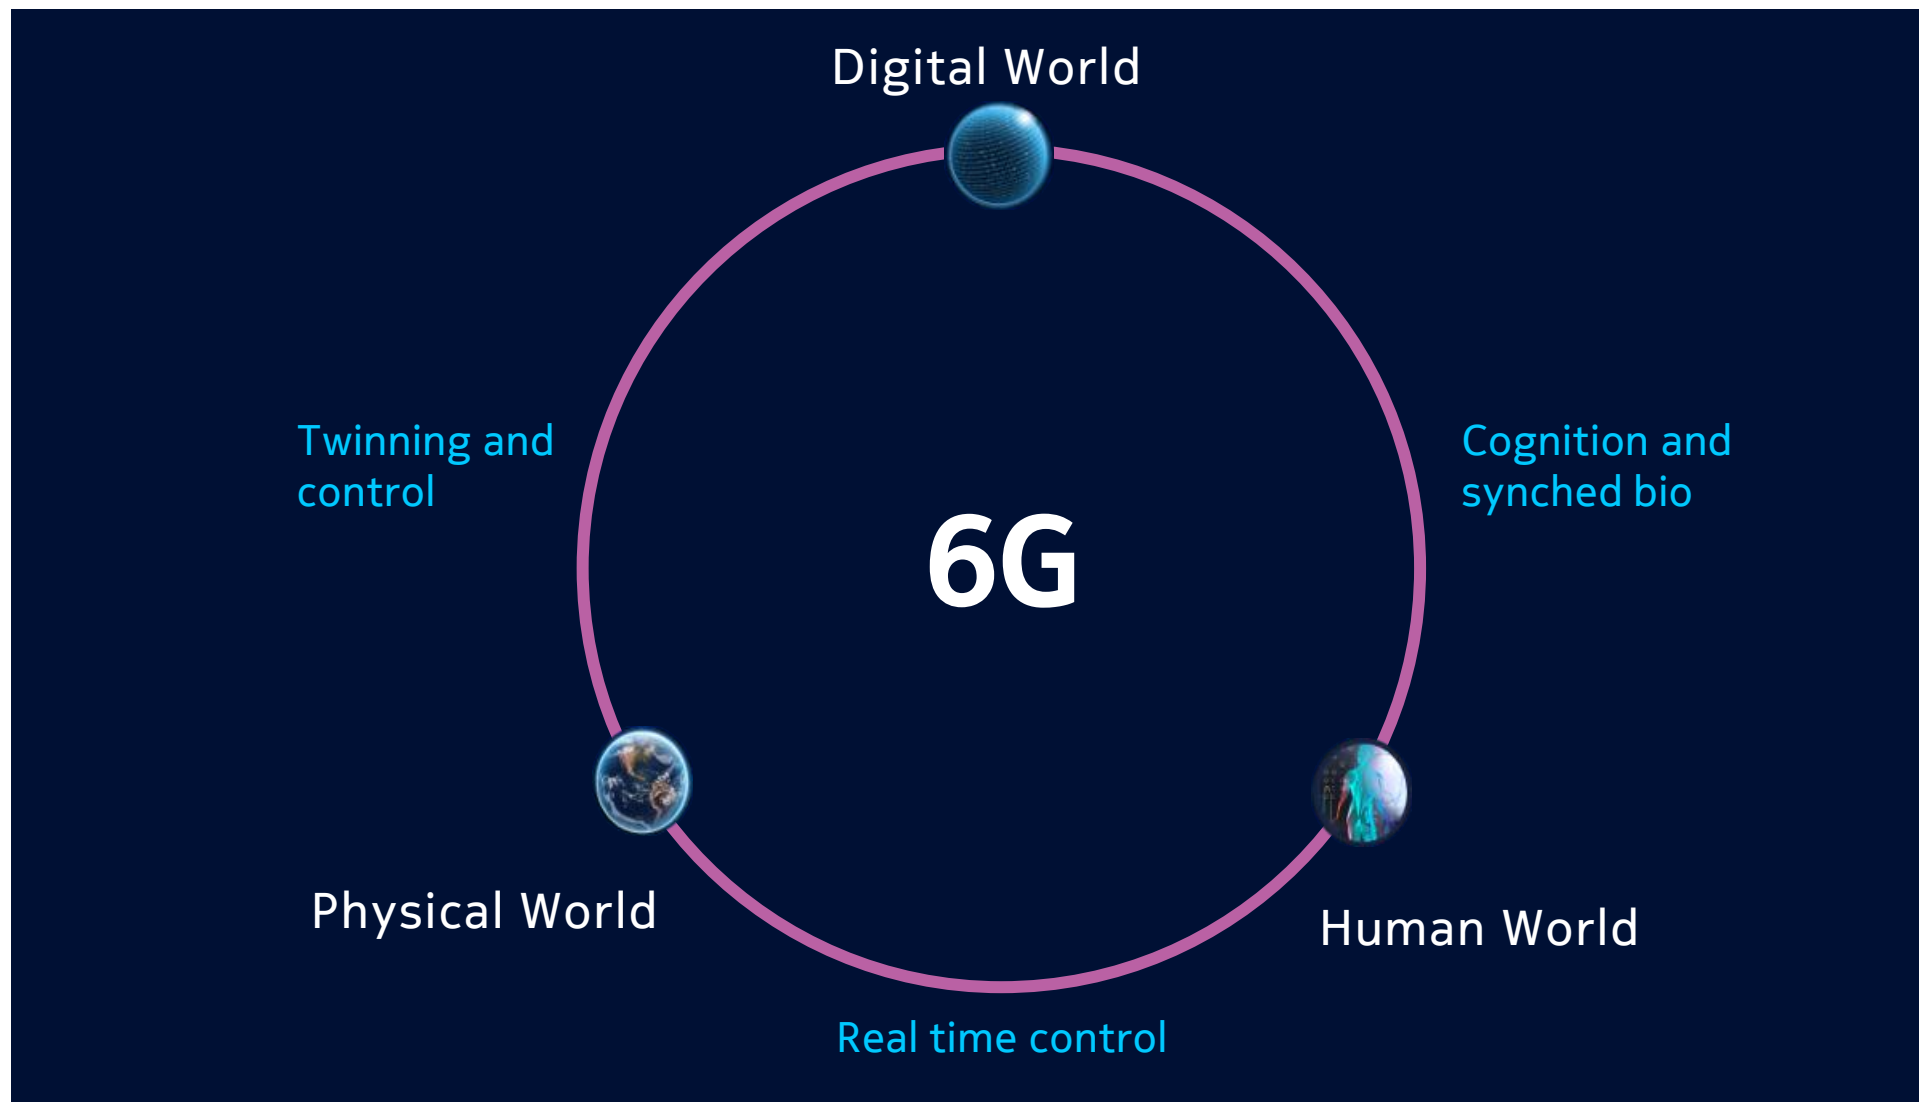 Digital World
Twinning and
control
Cognition and
synched bio
6G
Physical World
Human World
Real time control